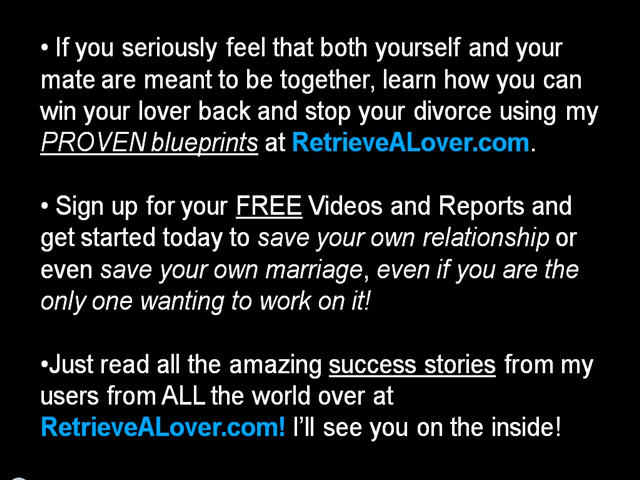 • If you seriously feel that both yourself and your
mate are meant to be together, learn how you can
win your lover back and stop your divorce using my
PROVEN blueprints at RetrieveALover.com.
• Sign up for your FREE Videos and Reports and
get started today to save your own relationship or
even save your own marriage, even if you are the
only one wanting to work on it!
•Just read all the amazing success stories from my
users from ALL the world over at
RetrieveALover.com! I'll see you on the inside!